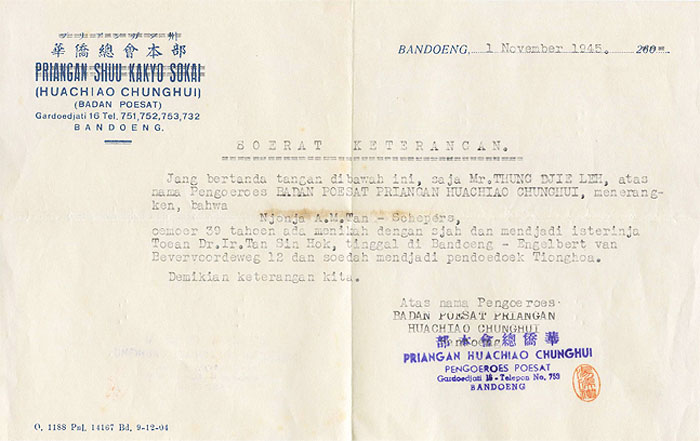 州
華僑總會本部
PRIANGAN SHUU KAKYO SOKAI
(HUACHIAO CHUNGHUI)
(BADAN POESAT)
Gardoedjati 16 Tel. 751,752,753,732
BANDOENG.
BANDOENG, 1 November 1945. 260
SOERAT KETERANGAN.
Jang bertanda tangan dibawah ini, saja Mr.THUNG DJIE LEH, atas
nama Pengoeroes BADAN POESAT PRIANGAN HUACHIAO CHUNGHUI, menerang-
ken, bahwa
Njonja A.M.Tan - Schepers,
oemoer 39 tahoen ada menikah dengan sjah dan mendjadi isterinja
Toean Dr.Ir.Tan Sin Hok, tinggal di Bandoeng - Engelbert van
Bevervoordeweg 12 dan soedah mendjadi pendoedoek Tionghoa.
Demikian keterangan kita.
Atas nama Pengoeroes
BADAN POESAT PRIANGAN
HUACHIAO CHUNGHUI
部本會總僑華
PRIANGAN HUACHIAO CHUNGHUI
PENGOEROES POESAT
Gardoedjati 16 - Telepon No. 753
BANDOENG
O. 1188 Pnl. 14167 Bd. 9-12-04